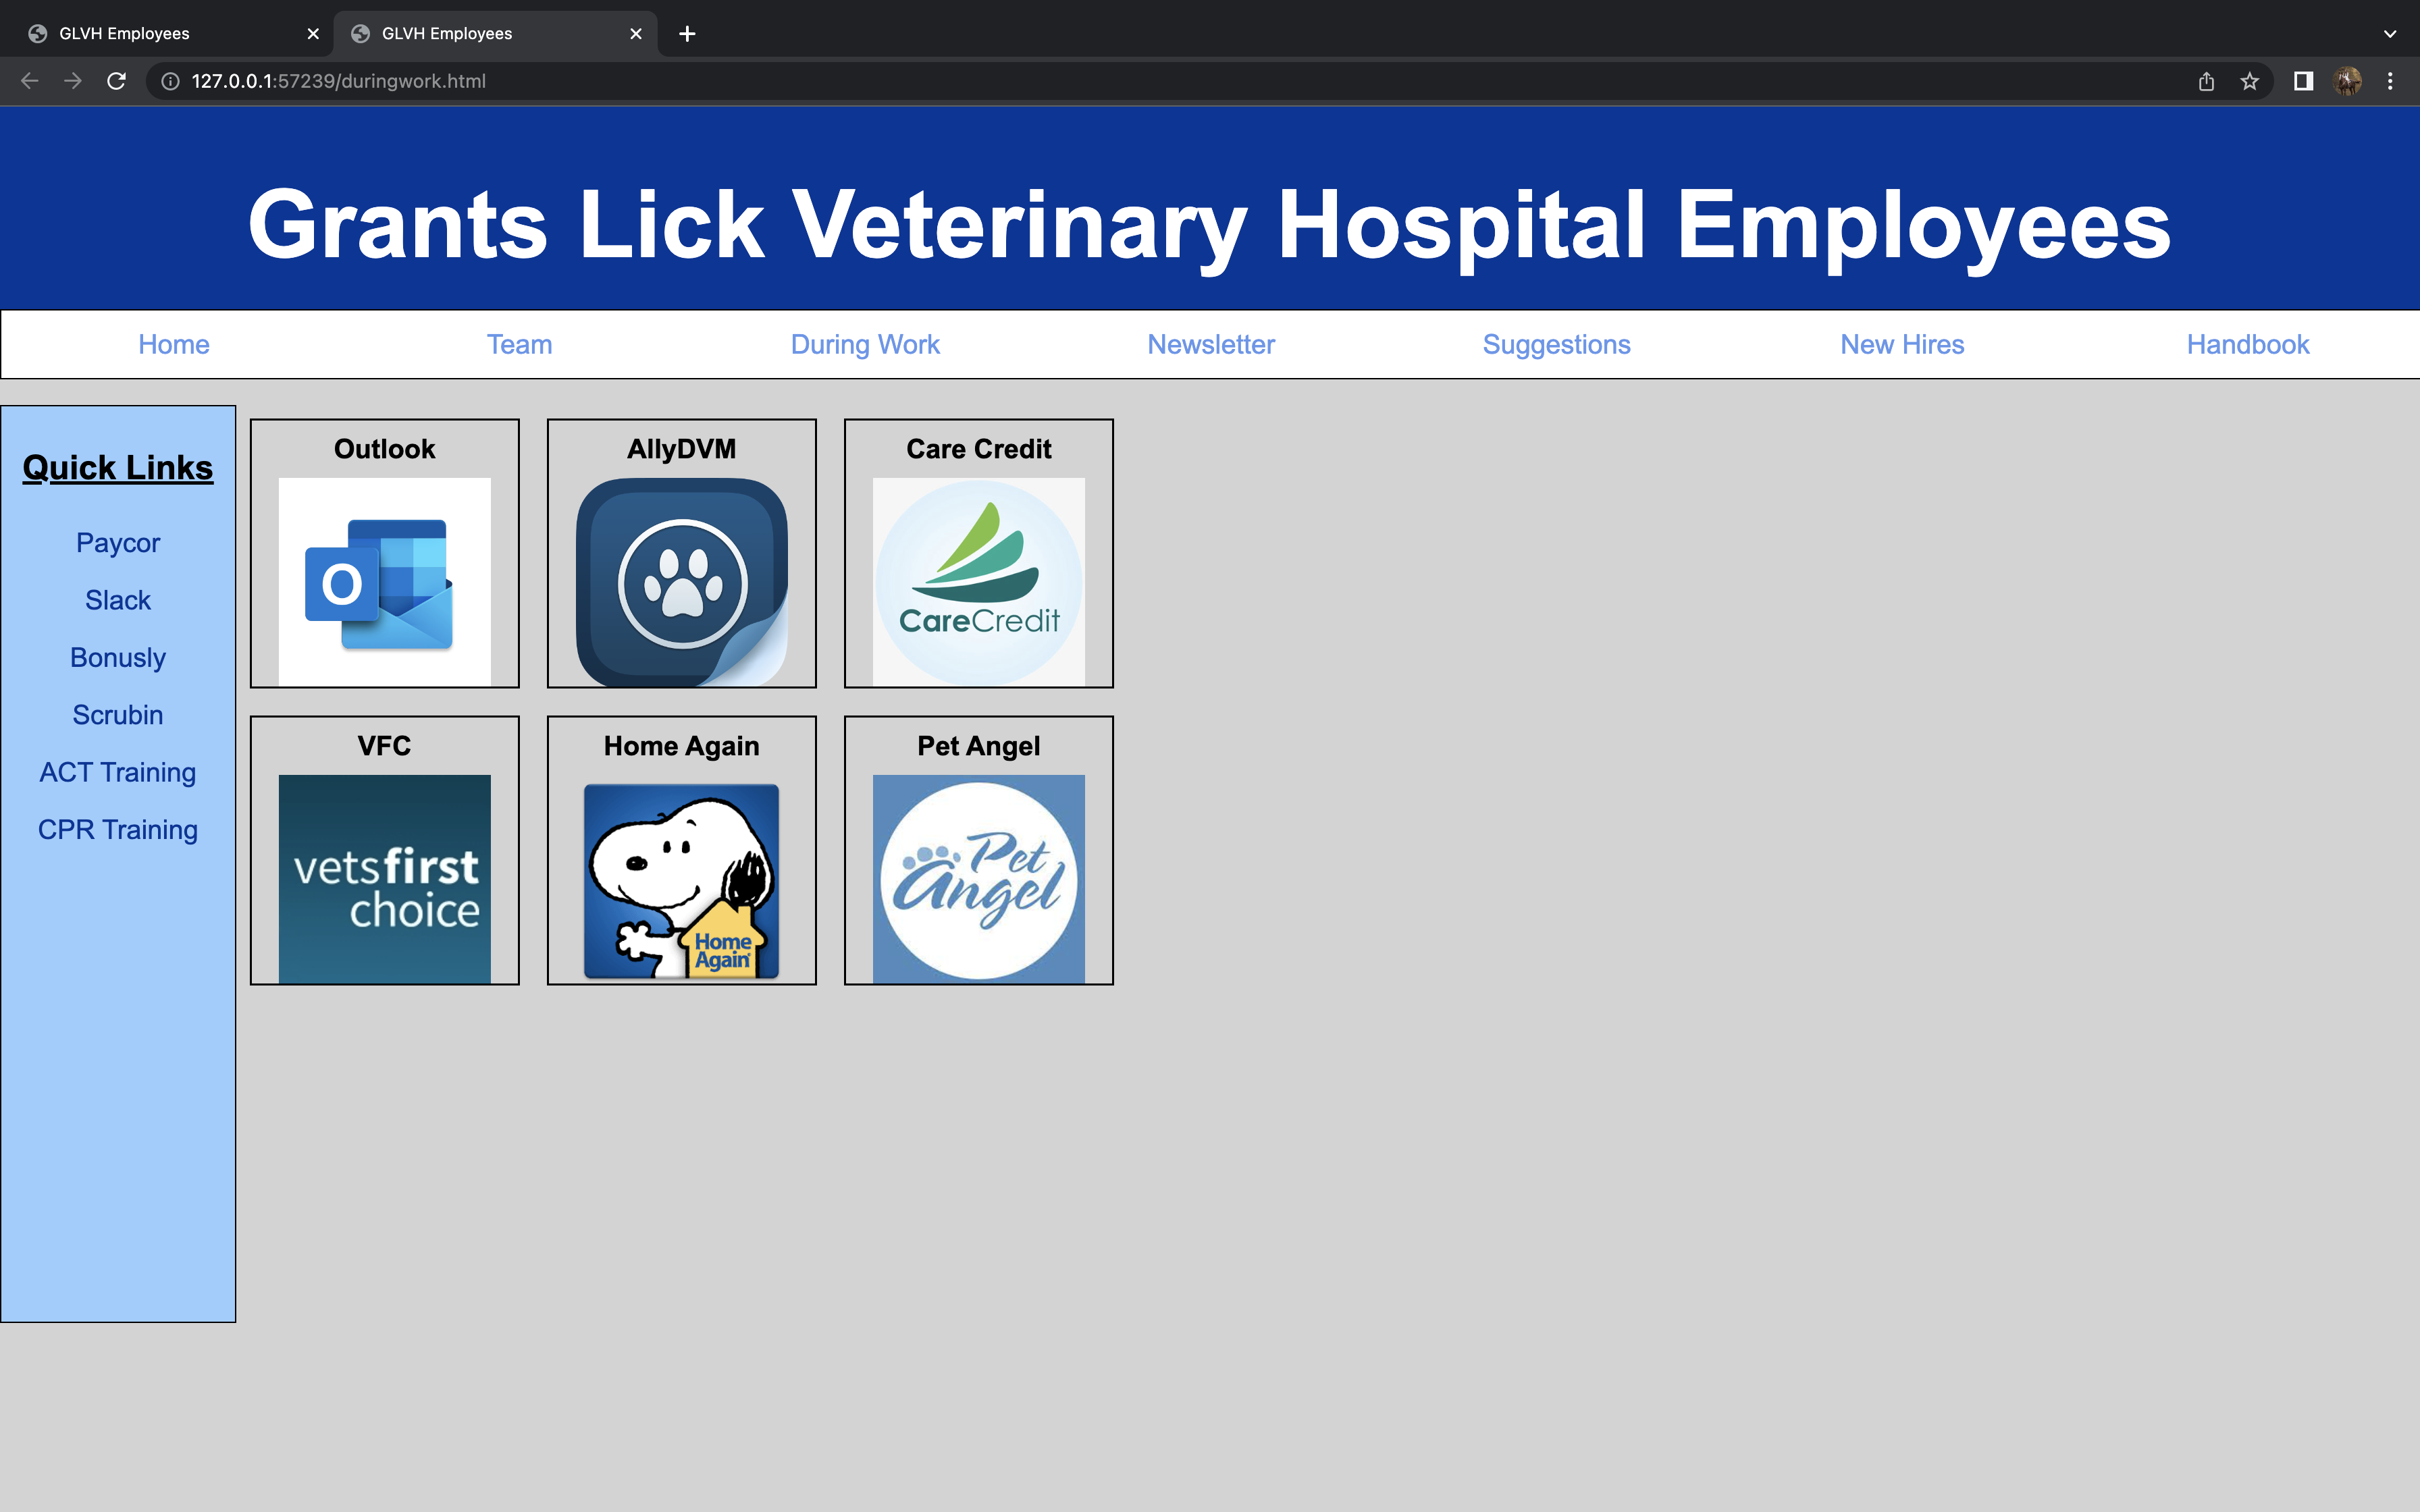 GLVH Employees
GLVH Employees
127.0.0.1:57239/duringwork.html
Grants Lick Veterinary Hospital Employees
Home
Team
During Work
Newsletter
Suggestions
New Hires
Handbook
Quick Links
Paycor
Slack
Bonusly
Scrubin
ACT Training
CPR Training
Outlook
O
AllyDVM
Care Credit
CareCredit
VFC
vetsfirst
choice
Home Again
Home
Again®
Pet Angel
Pet
Angel